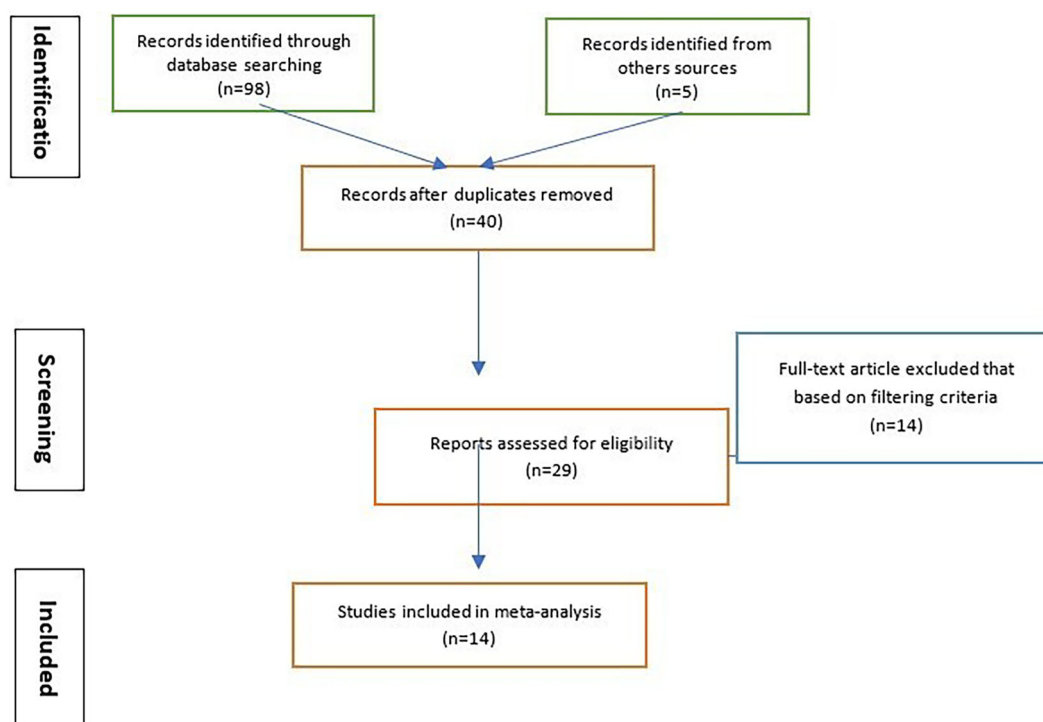 Identificatio
Records identified through
database searching
(n=98)
Records identified from
others sources
(n=5)
Records after duplicates removed
(n=40)
Screening
Full-text article excluded that
based on filtering criteria
(n=14)
Reports assessed for eligibility
(n=29)
Included
Studies included in meta-analysis
(n=14)